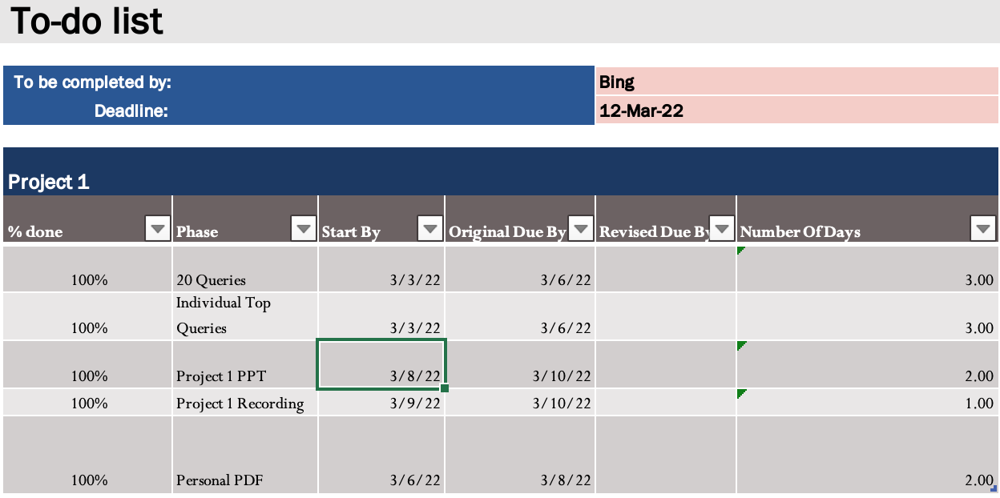 To-do list
To be completed by: Bing
Deadline: 12-Mar-22
Project 1
% done Phase Start By Original Due By Revised Due By Number Of Days
100% 20 Queries 3/3/22 3/6/22 3.00
100% Individual Top Queries 3/3/22 3/6/22 3.00
100% Project 1 PPT 3/8/22 3/10/22 2.00
100% Project 1 Recording 3/9/22 3/10/22 1.00
100% Personal PDF 3/6/22 3/8/22 2.00